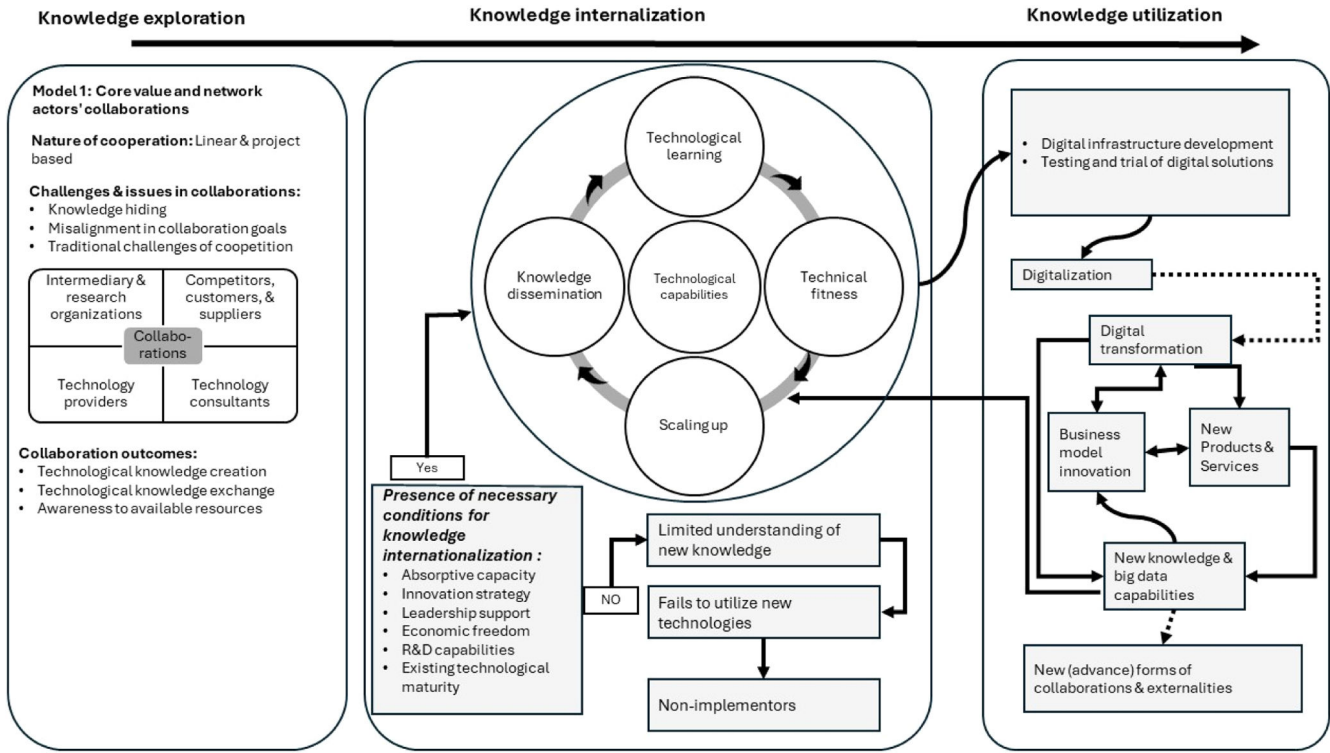 Knowledge exploration
Knowledge internalization
Knowledge utilization
Model 1: Core value and network
actors' collaborations
Nature of cooperation: Linear & project
based
Challenges & issues in collaborations:
• Knowledge hiding
• Misalignment in collaboration goals
• Traditional challenges of coopetition
Intermediary &
research
organizations
Competitors,
customers, &
suppliers
Collabo-
rations
Technology
providers
Technology
consultants
Collaboration outcomes:
• Technological knowledge creation
• Technological knowledge exchange
• Awareness to available resources
Technological
learning
Knowledge
dissemination
Technological
capabilities
Technical
fitness
Scaling up
Yes
Presence of necessary
conditions for
knowledge
internationalization :
• Absorptive capacity
• Innovation strategy
• Leadership support
• Economic freedom
• R&D capabilities
• Existing technological
maturity
NO
Limited understanding of
new knowledge
Fails to utilize new
technologies
Non-implementors
• Digital infrastructure development
• Testing and trial of digital solutions
Digitalization
Digital
transformation
Business
model
innovation
New
Products &
Services
New knowledge &
big data
capabilities
New (advance) forms of
collaborations & externalities